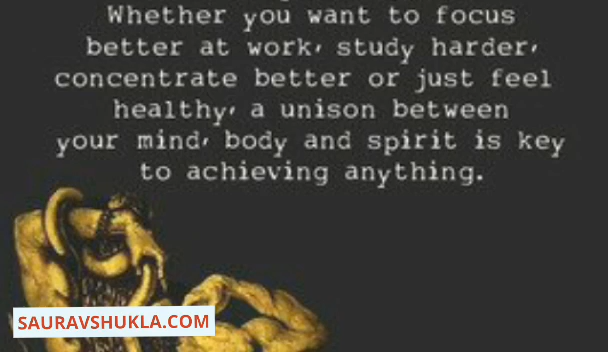 Whether you want to focus
better at work, study harder,
concentrate better or just feel
healthy, a unison between
your mind, body and spirit is key
to achieving anything.
SAURAVSHUKLA.COM